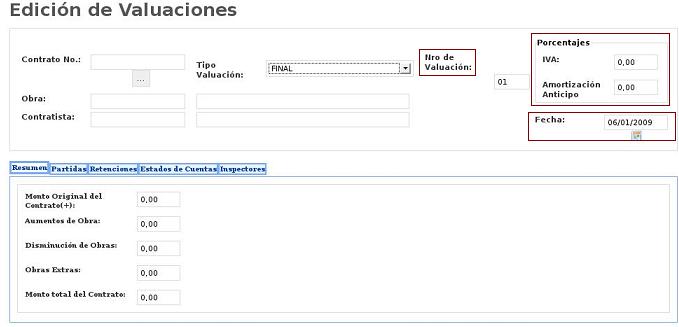 Edición de Valuaciones
Contrato No.:
...
Tipo
Valuación:
FINAL
Nro de
Valuación:
01
Porcentajes
IVA:
0,00
Amortización
Anticipo
0,00
Obra:
Contratista:
Fecha:
06/01/2009
Resumen Partidas Retenciones Estados de Cuentas Inspectores
Monto Original del
Contrato(+):
0,00
Aumentos de Obra:
0,00
Disminución de Obras:
0,00
Obras Extras:
0,00
Monto total del Contrato:
0,00